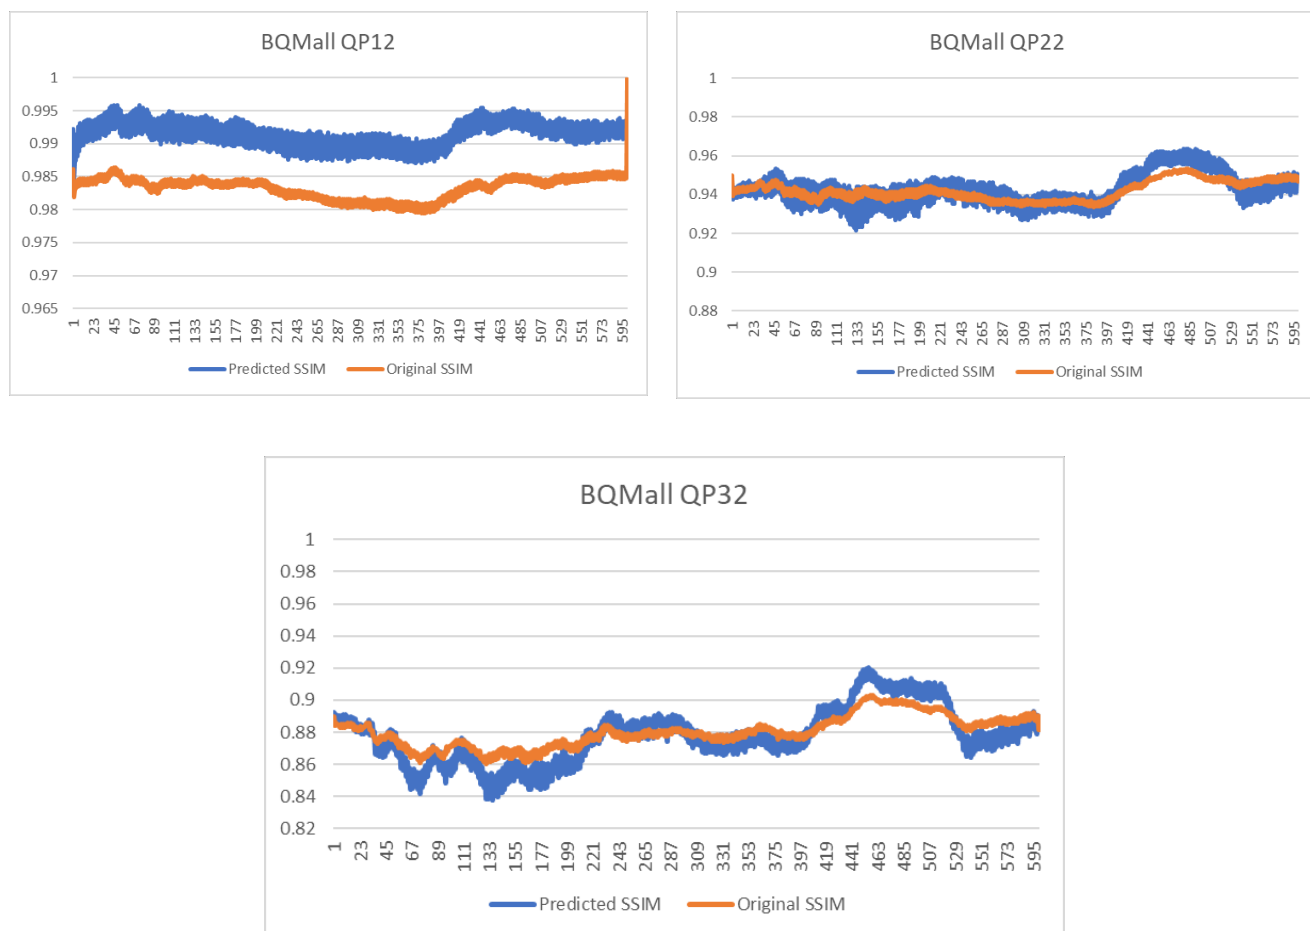 BQMall QP12
1
0.995
0.99
0.985
0.98
0.975
0.97
0.965
1 23 45 67 89 111 133 155 177 199 221 243 265 287 309 331 353 375 397 419 441 463 485 507 529 551 573 595
Predicted SSIM Original SSIM
BQMall QP22
1
0.98
0.96
0.94
0.92
0.9
0.88
1 23 45 67 89 111 133 155 177 199 221 243 265 287 309 331 353 375 397 419 441 463 485 507 529 551 573 595
Predicted SSIM Original SSIM
BQMall QP32
1
0.98
0.96
0.94
0.92
0.9
0.88
0.86
0.84
0.82
1 23 45 67 89 111 133 155 177 199 221 243 265 287 309 331 353 375 397 419 441 463 485 507 529 551 573 595
Predicted SSIM Original SSIM